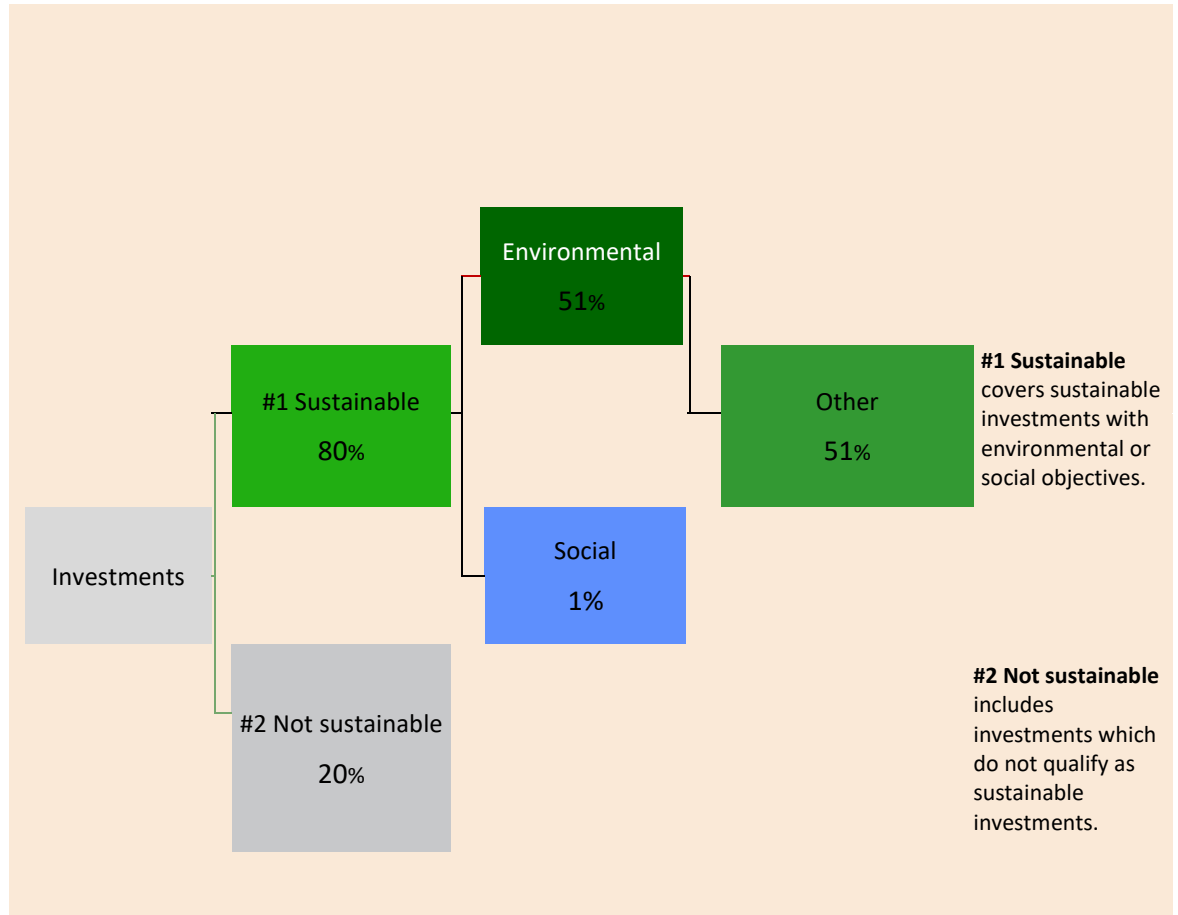 Environmental
51%
#1 Sustainable
80%
Other
51%
#1 Sustainable
covers sustainable
investments with
environmental or
social objectives.
Investments
Social
1%
#2 Not sustainable
20%
#2 Not sustainable
includes
investments which
do not qualify as
sustainable
investments.